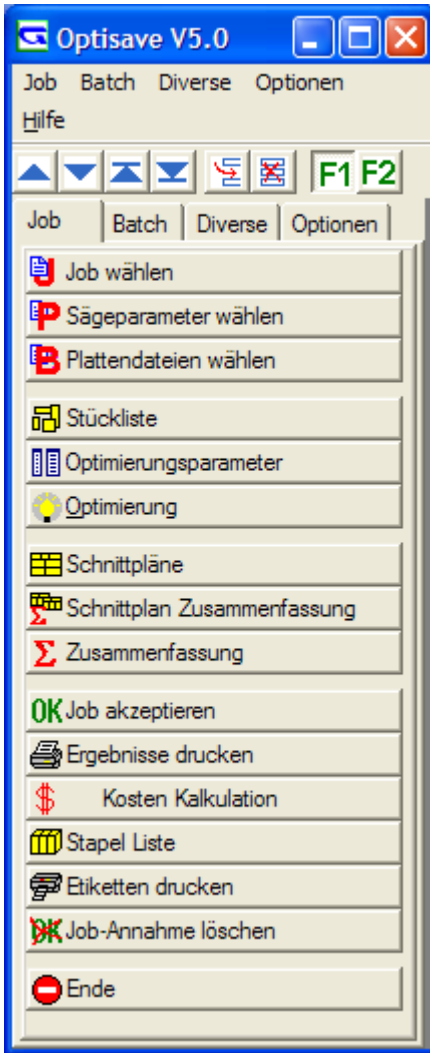 Optisave V5.0
Job Batch Diverse Optionen
Hilfe
F1 F2
Job Batch Diverse Optionen
Job wählen
Sägeparameter wählen
Plattendateien wählen
Stückliste
Optimierungsparameter
Optimierung
Schnittpläne
Schnittplan Zusammenfassung
Zusammenfassung
OK Job akzeptieren
Ergebnisse drucken
$ Kosten Kalkulation
Stapel Liste
Etiketten drucken
OK Job-Annahme löschen
Ende